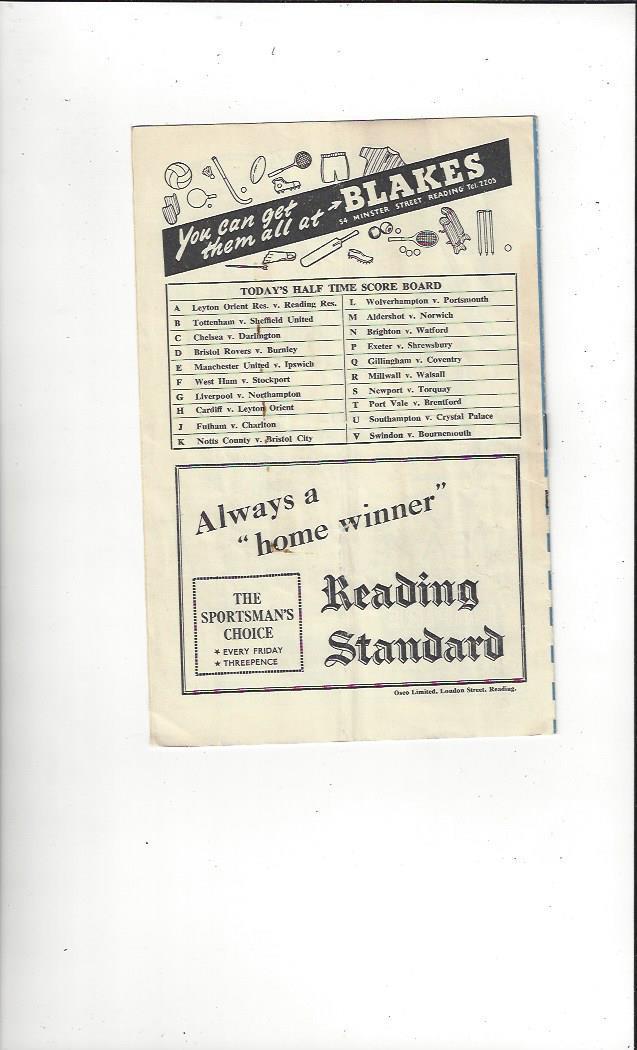 You can get
them all at → BLAKES
54 MINSTER STREET, READING Tel. 2205
TODAY'S HALF TIME SCORE BOARD
A Leyton Orient Res. v. Reading Res.
B Tottenham v. Sheffield United
C Chelsea v. Darlington
D Bristol Rovers v. Burnley
E Manchester United v. Ipswich
F West Ham v. Stockport
G Liverpool v. Northampton
H Cardiff v. Leyton Orient
J Fulham v. Charlton
K Notts County v. Bristol City
L Wolverhampton v. Portsmouth
M Aldershot v. Norwich
N Brighton v. Watford
P Exeter v. Shrewsbury
Q Gillingham v. Coventry
R Millwall v. Walsall
S Newport v. Torquay
T Port Vale v. Brentford
U Southampton v. Crystal Palace
V Swindon v. Bournemouth
Always a
"home winner"
THE
SPORTSMAN'S
CHOICE
★ EVERY FRIDAY
★ THREEPENCE
Reading
Standard
Osco Limited, London Street, Reading.